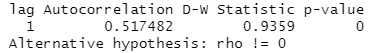 lag Autocorrelation D-W Statistic p-value
1 0.517482 0.9359 0
Alternative hypothesis: rho != 0